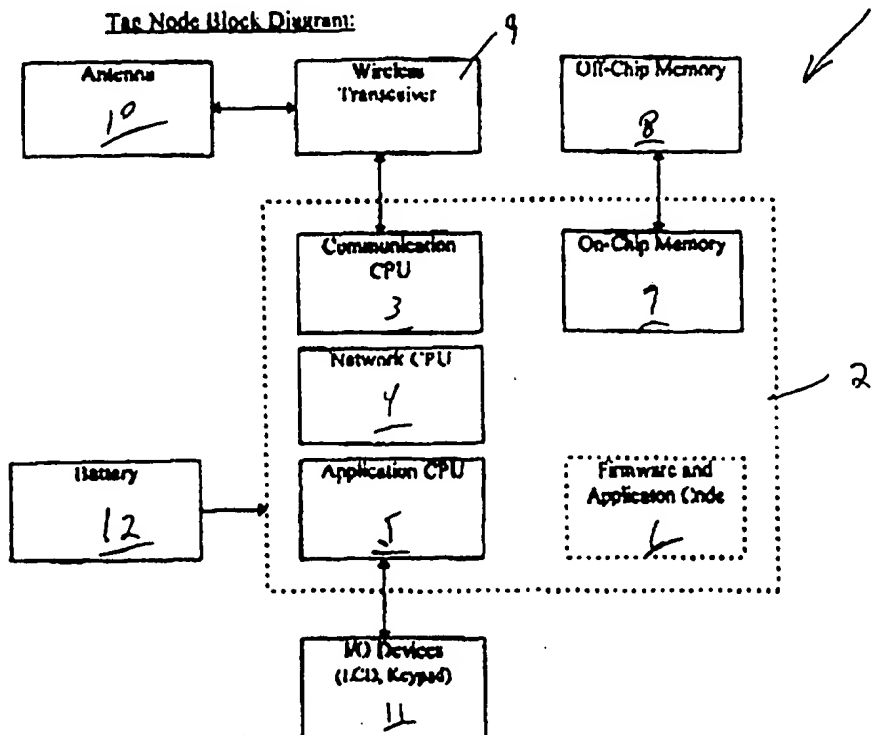 Tag Node Block Diagram:
9
Antenna
10
Wireless
Transceiver
Off-Chip Memory
8
Communication
CPU
3
On-Chip Memory
7
Network CPU
4
2
Battery
12
Application CPU
5
Firmware and
Applicaton Code
6
I/O Devices
(LCD, Keypad)
11